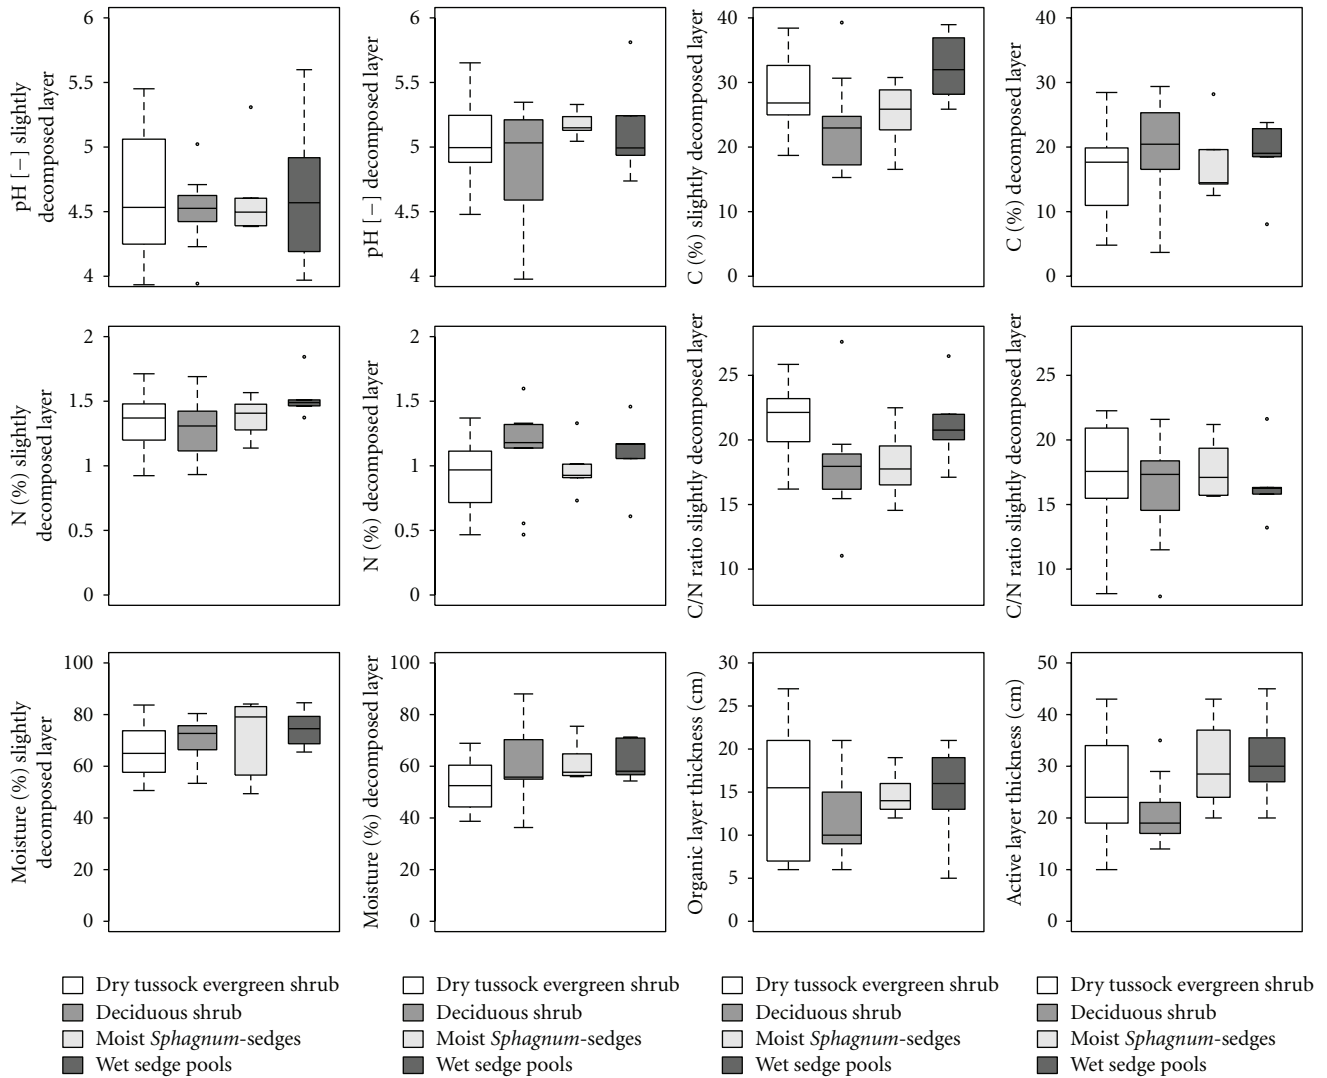 pH [−] slightly
decomposed layer
6
5.5
5
4.5
4
pH [−] decomposed layer
6
5.5
5
4.5
4
C (%) slightly decomposed layer
40
30
20
10
0
C (%) decomposed layer
40
30
20
10
0
N (%) slightly
decomposed layer
2
1.5
1
0.5
0
N (%) decomposed layer
2
1.5
1
0.5
0
C/N ratio slightly decomposed layer
25
20
15
10
C/N ratio slightly decomposed layer
25
20
15
10
Moisture (%) slightly
decomposed layer
100
80
60
40
20
0
Moisture (%) decomposed layer
100
80
60
40
20
0
Organic layer thickness (cm)
30
25
20
15
10
5
0
Active layer thickness (cm)
50
40
30
20
10
0
Dry tussock evergreen shrub
Deciduous shrub
Moist Sphagnum-sedges
Wet sedge pools
Dry tussock evergreen shrub
Deciduous shrub
Moist Sphagnum-sedges
Wet sedge pools
Dry tussock evergreen shrub
Deciduous shrub
Moist Sphagnum-sedges
Wet sedge pools
Dry tussock evergreen shrub
Deciduous shrub
Moist Sphagnum-sedges
Wet sedge pools